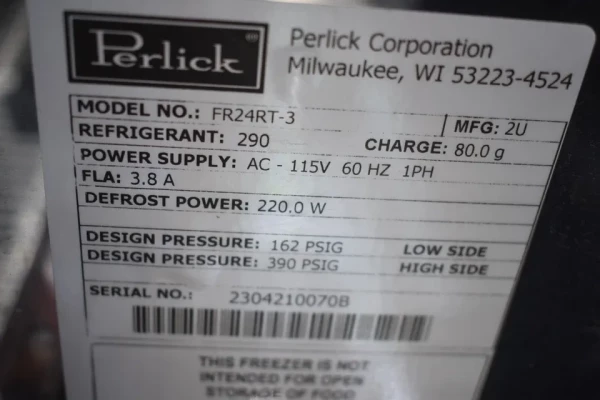 Perlick®
Perlick Corporation
Milwaukee, WI 53223-4524
MODEL NO.: FR24RT-3 MFG: 2U
REFRIGERANT: 290 CHARGE: 80.0 g
POWER SUPPLY: AC - 115V 60 HZ 1PH
FLA: 3.8 A
DEFROST POWER: 220.0 W
DESIGN PRESSURE: 162 PSIG LOW SIDE
DESIGN PRESSURE: 390 PSIG HIGH SIDE
SERIAL NO.: 2304210070B
THIS FREEZER IS NOT
INTENDED FOR OPEN
STORAGE OF FOOD